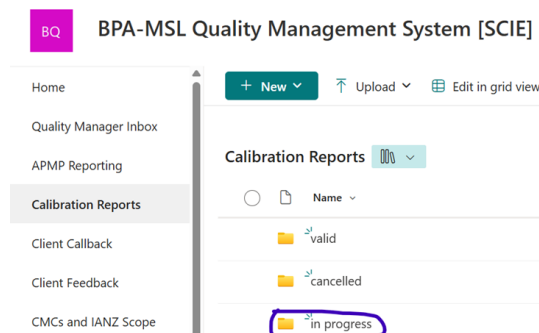 BQ
BPA-MSL Quality Management System [SCIE]
Home
Quality Manager Inbox
APMP Reporting
Calibration Reports
Client Callback
Client Feedback
CMCs and IANZ Scope
+ New
Upload
Edit in grid view
Calibration Reports
Name
valid
cancelled
in progress